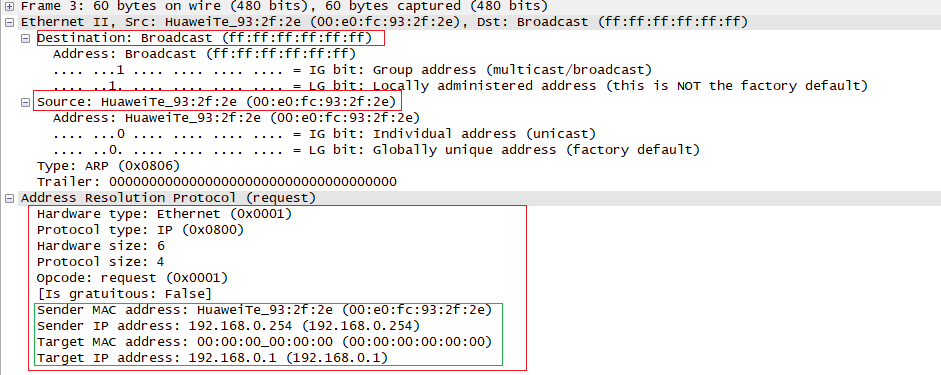 Frame 3: 60 bytes on wire (480 bits), 60 bytes captured (480 bits)
Ethernet II, Src: HuaweiTe_93:2f:2e (00:e0:fc:93:2f:2e), Dst: Broadcast (ff:ff:ff:ff:ff:ff)
Destination: Broadcast (ff:ff:ff:ff:ff:ff)
Address: Broadcast (ff:ff:ff:ff:ff:ff)
.... ...1 .... .... .... .... = IG bit: Group address (multicast/broadcast)
.... ..1. .... .... .... .... = LG bit: Locally administered address (this is NOT the factory default)
Source: HuaweiTe_93:2f:2e (00:e0:fc:93:2f:2e)
Address: HuaweiTe_93:2f:2e (00:e0:fc:93:2f:2e)
.... ...0 .... .... .... .... = IG bit: Individual address (unicast)
.... ..0. .... .... .... .... = LG bit: Globally unique address (factory default)
Type: ARP (0x0806)
Trailer: 000000000000000000000000000000000000
Address Resolution Protocol (request)
Hardware type: Ethernet (0x0001)
Protocol type: IP (0x0800)
Hardware size: 6
Protocol size: 4
Opcode: request (0x0001)
[Is gratuitous: False]
Sender MAC address: HuaweiTe_93:2f:2e (00:e0:fc:93:2f:2e)
Sender IP address: 192.168.0.254 (192.168.0.254)
Target MAC address: 00:00:00_00:00:00 (00:00:00:00:00:00)
Target IP address: 192.168.0.1 (192.168.0.1)